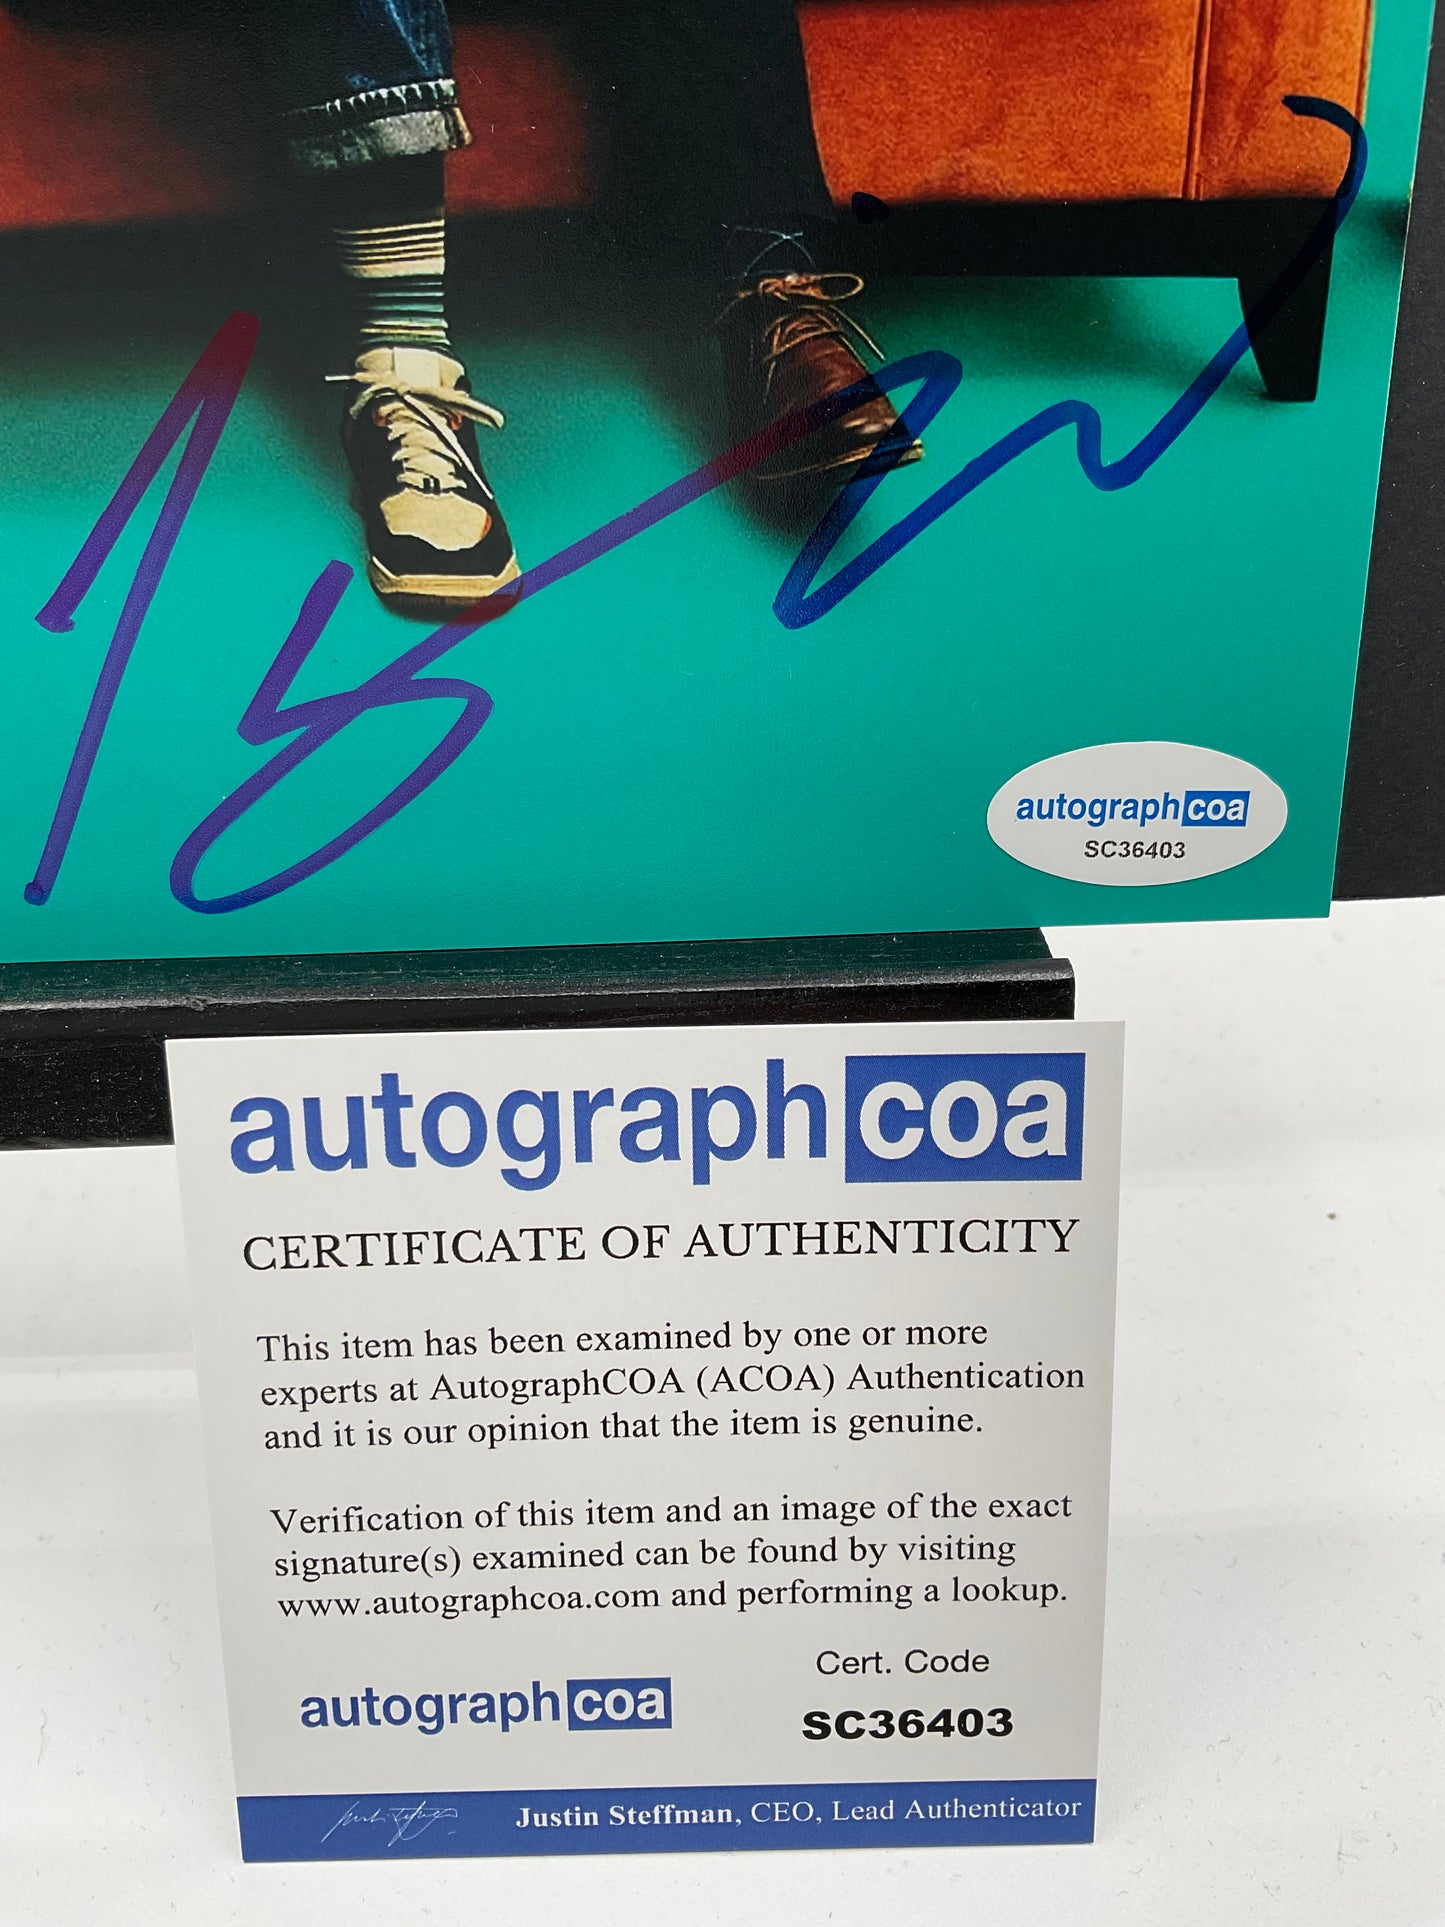 autographcoa
SC36403
autographcoa
CERTIFICATE OF AUTHENTICITY
This item has been examined by one or more
experts at AutographCOA (ACOA) Authentication
and it is our opinion that the item is genuine.
Verification of this item and an image of the exact
signature(s) examined can be found by visiting
www.autographcoa.com and performing a lookup.
Cert. Code
autographcoa
SC36403
Justin Steffman, CEO, Lead Authenticator